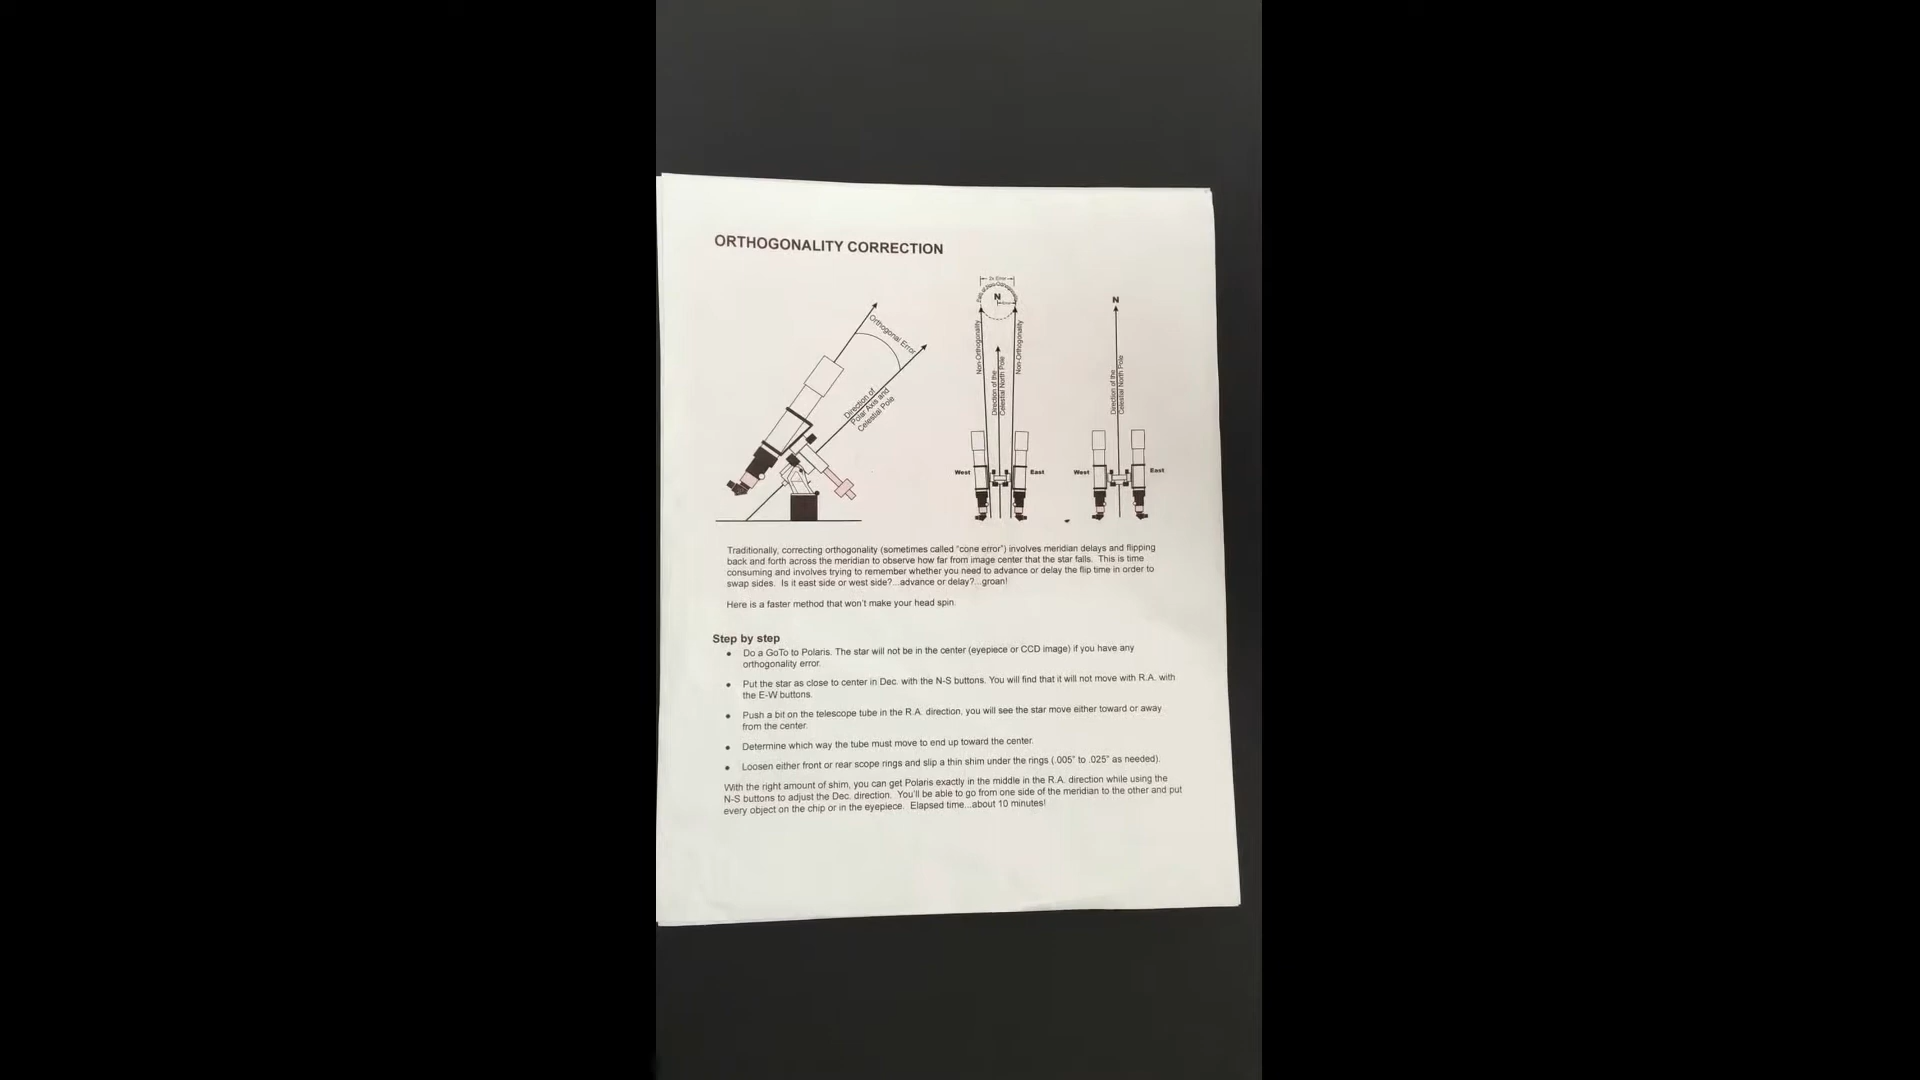 ORTHOGONALITY CORRECTION
Orthogonal Error
Direction of
Polar Axis and
Celestial Pole
2x Error
Path of Non-Orthogonality
N
Non-Orthogonality
Direction of the
Celestial North Pole
Non-Orthogonality
West
East
N
Direction of the
Celestial North Pole
West
East
Traditionally, correcting orthogonality (sometimes called “cone error”) involves meridian delays and flipping
back and forth across the meridian to observe how far from image center that the star falls. This is time
consuming and involves trying to remember whether you need to advance or delay the flip time in order to
swap sides. Is it east side or west side?...advance or delay?...groan!
Here is a faster method that won’t make your head spin.
Step by step
• Do a GoTo to Polaris. The star will not be in the center (eyepiece or CCD image) if you have any
orthogonality error.
• Put the star as close to center in Dec. with the N-S buttons. You will find that it will not move with R.A. with
the E-W buttons.
• Push a bit on the telescope tube in the R.A. direction, you will see the star move either toward or away
from the center.
• Determine which way the tube must move to end up toward the center.
• Loosen either front or rear scope rings and slip a thin shim under the rings (.005” to .025” as needed).
With the right amount of shim, you can get Polaris exactly in the middle in the R.A. direction while using the
N-S buttons to adjust the Dec. direction. You’ll be able to go from one side of the meridian to the other and put
every object on the chip or in the eyepiece. Elapsed time...about 10 minutes!